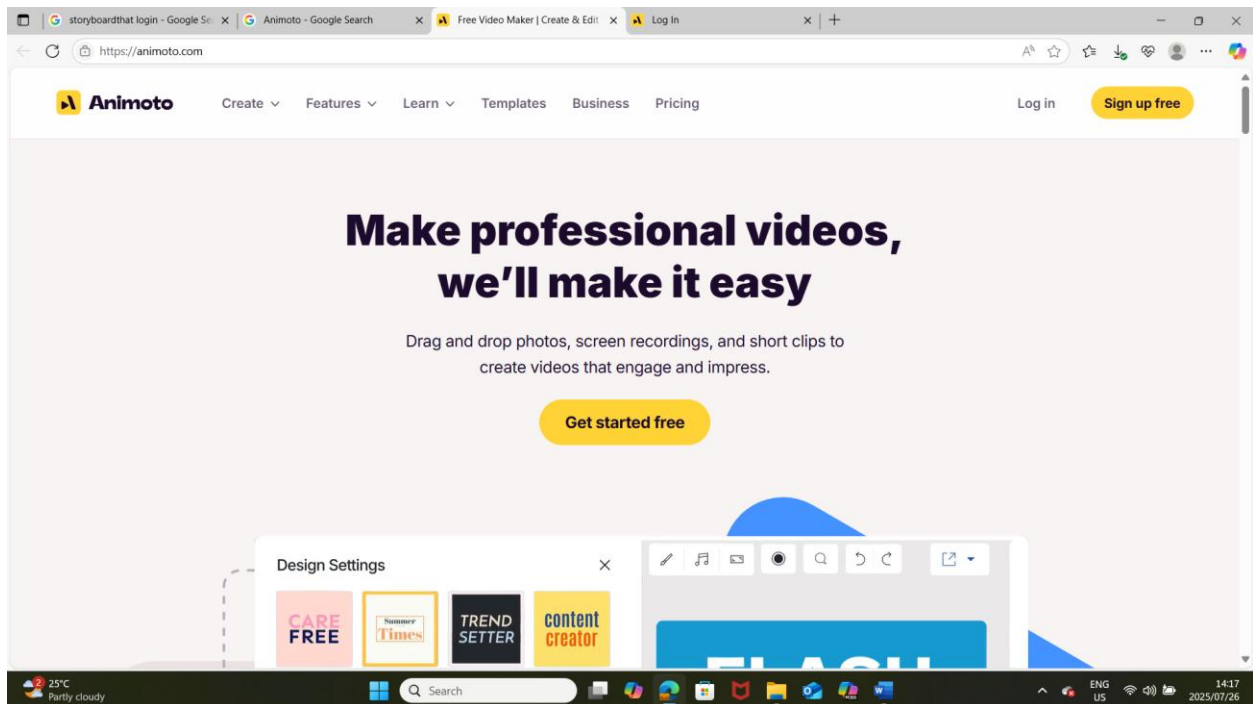 storyboardthat login - Google Se
Animoto - Google Search
Free Video Maker | Create & Edit
Log In
https://animoto.com
Animoto
Create
Features
Learn
Templates
Business
Pricing
Log in
Sign up free
Make professional videos,
we'll make it easy
Drag and drop photos, screen recordings, and short clips to
create videos that engage and impress.
Get started free
Design Settings
CARE
FREE
Summer
Times
TREND
SETTER
content
creator
FLASH
2
25°C
Partly cloudy
Search
ENG
US
14:17
2025/07/26